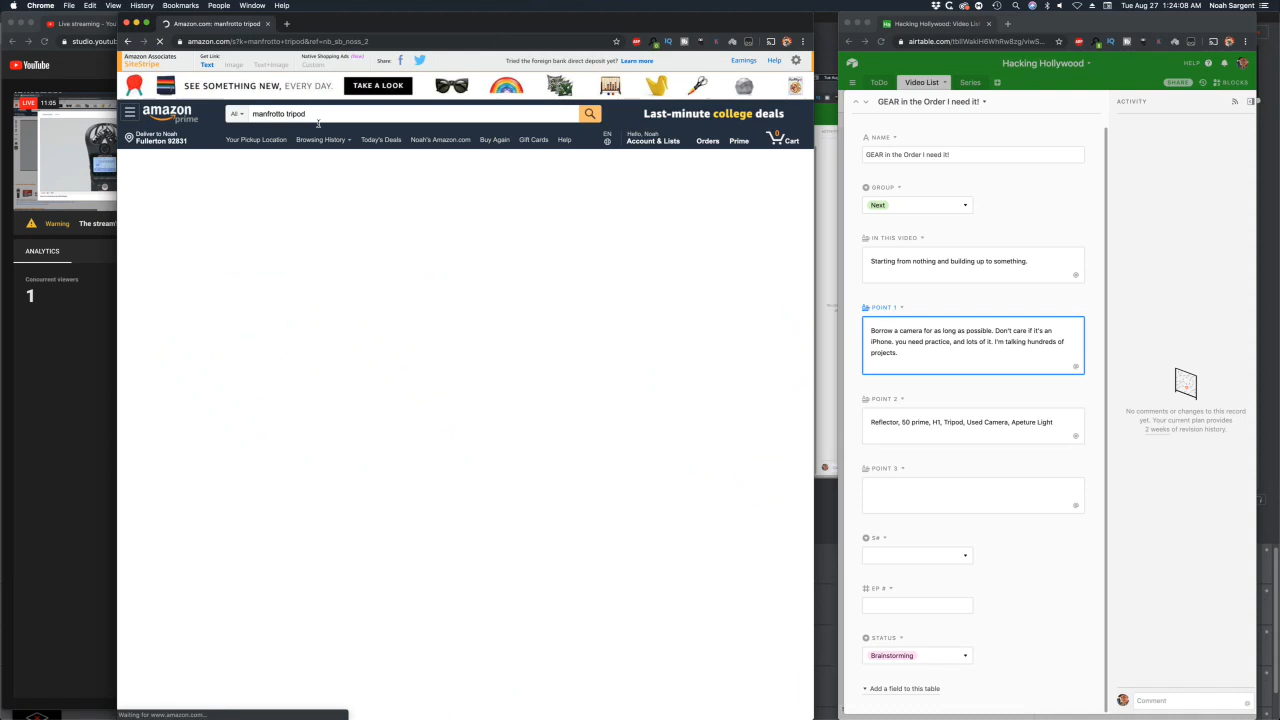 Chrome File Edit View History Bookmarks People Window Help
Tue Aug 27 1:24:08 AM Noah Sargent
Live streaming - You
Amazon.com: manfrotto tripod
studio.youtub
amazon.com/s?k=manfrotto+tripod&ref=nb_sb_noss_2
YouTube
LIVE 11:05
Warning The stream'
ANALYTICS
Concurrent viewers
1
Amazon Associates
SiteStripe
Get Link:
Text Image Text+Image
Native Shopping Ads (New)
Custom
Share:
Tried the foreign bank direct deposit yet? Learn more
Earnings Help
SEE SOMETHING NEW, EVERY DAY. TAKE A LOOK
amazon
prime
All manfrotto tripod
Last-minute college deals
Deliver to Noah
Fullerton 92831
Your Pickup Location Browsing History Today's Deals Noah's Amazon.com Buy Again Gift Cards Help
EN
Hello, Noah
Account & Lists
Orders Prime
0
Cart
Waiting for www.amazon.com...
Hacking Hollywood: Video List
airtable.com/tblIWakiH6WhRw8zg/viwS...
Hacking Hollywood
HELP
ToDo Video List Series
SHARE BLOCKS
GEAR in the Order I need it!
ACTIVITY
NAME
GEAR in the Order I need it!
GROUP
Next
IN THIS VIDEO
Starting from nothing and building up to something.
POINT 1
Borrow a camera for as long as possible. Don't care if it's an
iPhone. you need practice, and lots of it. I'm talking hundreds of
projects.
POINT 2
Reflector, 50 prime, H1, Tripod, Used Camera, Apeture Light
POINT 3
S#
EP #
STATUS
Brainstorming
Add a field to this table
No comments or changes to this record
yet. Your current plan provides
2 weeks of revision history.
Comment